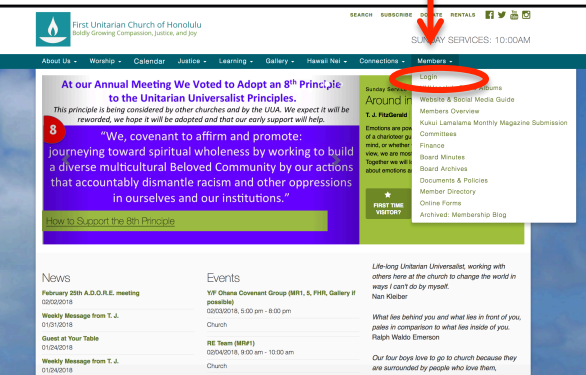 First Unitarian Church of Honolulu
Boldly Growing Compassion, Justice, and Joy
SEARCH SUBSCRIBE DONATE RENTALS
SUNDAY SERVICES: 10:00AM
About Us Worship Calendar Justice Learning Gallery Hawaii Nei Connections Members
At our Annual Meeting We Voted to Adopt an 8th Principle
to the Unitarian Universalist Principles.
This principle is being considered by other churches and by the UUA. We expect it will be
reworded, we hope it will be adopted and that our early support will help.
8
"We, covenant to affirm and promote:
journeying toward spiritual wholeness by working to build
a diverse multicultural Beloved Community by our actions
that accountably dismantle racism and other oppressions
in ourselves and our institutions."
How to Support the 8th Principle
Sunday Service
Around
T. J. FitzGerald
Emotions are
of a charioteer
mind, or whether
view, we are most
Together we will
about emotions
FIRST TIME
VISITOR?
Login
Albums
Website & Social Media Guide
Members Overview
Kukui Lamalama Monthly Magazine Submission
Committees
Finance
Board Minutes
Board Archives
Documents & Policies
Member Directory
Online Forms
Archived: Membership Blog
News
February 25th A.D.O.R.E. meeting
02/02/2018
Weekly Message from T. J.
01/31/2018
Guest at Your Table
01/24/2018
Weekly Message from T. J.
01/24/2018
Events
Y/F Ohana Covenant Group (MR1, 5, FHR, Gallery if
possible)
02/03/2018, 5:00 pm - 8:00 pm
Church
RE Team (MR#1)
02/04/2018, 9:00 am - 10:00 am
Church
Life-long Unitarian Universalist, working with
others here at the church to change the world in
ways I can't do by myself.
Nan Kleiber
What lies behind you and what lies in front of you,
pales in comparison to what lies inside of you.
Ralph Waldo Emerson
Our four boys love to go to church because they
are surrounded by people who love them,